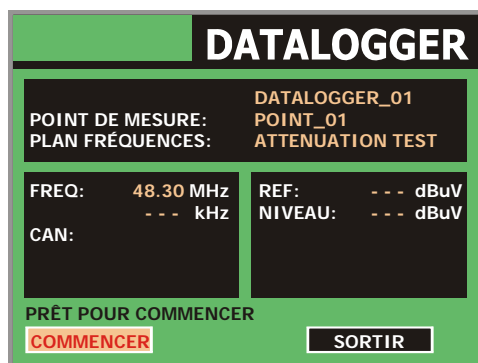 DATALOGGER
DATALOGGER_01
POINT DE MESURE: POINT_01
PLAN FRÉQUENCES: ATTENUATION TEST
FREQ: 48.30 MHz
- - - kHz
CAN:
REF: - - - dBuV
NIVEAU: - - - dBuV
PRÊT POUR COMMENCER
COMMENCER
SORTIR